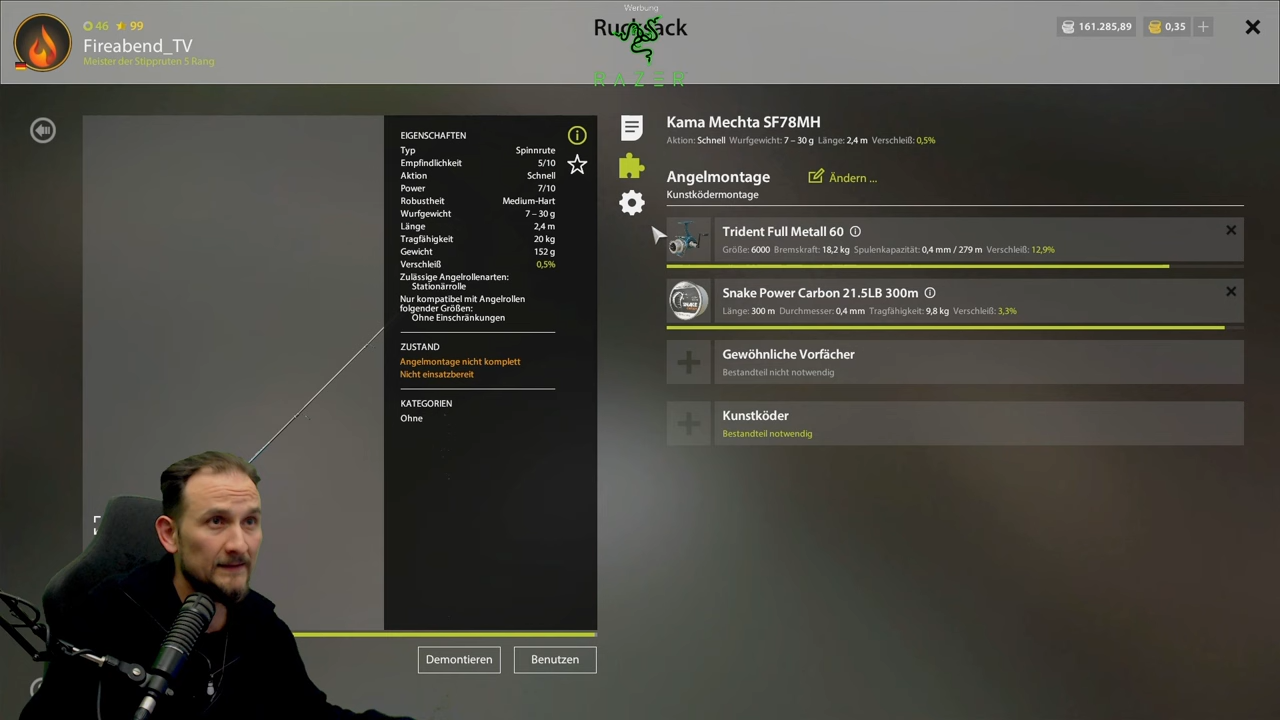 Werbung
46 99
Fireabend_TV
Meister der Stippruten 5 Rang
Rucksack
RAZER
161.285,89
0,35
EIGENSCHAFTEN
Typ Spinnrute
Empfindlichkeit 5/10
Aktion Schnell
Power 7/10
Robustheit Medium-Hart
Wurfgewicht 7 – 30 g
Länge 2,4 m
Tragfähigkeit 20 kg
Gewicht 152 g
Verschleiß 0,5%
Zulässige Angelrollenarten:
Stationärrolle
Nur kompatibel mit Angelrollen
folgender Größen:
Ohne Einschränkungen
ZUSTAND
Angelmontage nicht komplett
Nicht einsatzbereit
KATEGORIEN
Ohne
Demontieren
Benutzen
Kama Mechta SF78MH
Aktion: Schnell Wurfgewicht: 7 – 30 g Länge: 2,4 m Verschleiß: 0,5%
Angelmontage Ändern ...
Kunstködermontage
Trident Full Metall 60
Größe: 6000 Bremskraft: 18,2 kg Spulenkapazität: 0,4 mm / 279 m Verschleiß: 12,9%
Snake Power Carbon 21.5LB 300m
Länge: 300 m Durchmesser: 0,4 mm Tragfähigkeit: 9,8 kg Verschleiß: 3,3%
Gewöhnliche Vorfächer
Bestandteil nicht notwendig
Kunstköder
Bestandteil notwendig